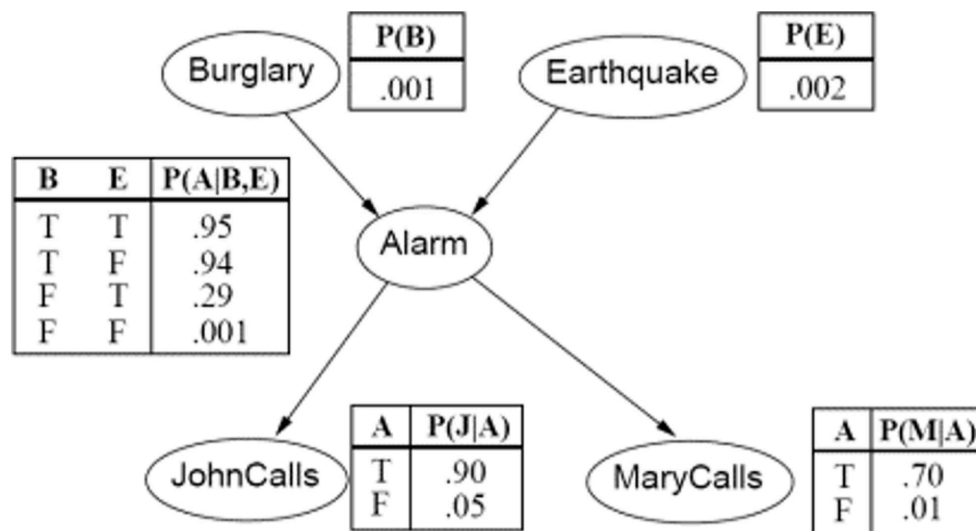 Burglary
P(B)
.001
Earthquake
P(E)
.002
B E P(A|B,E)
T T .95
T F .94
F T .29
F F .001
Alarm
JohnCalls
A P(J|A)
T .90
F .05
MaryCalls
A P(M|A)
T .70
F .01